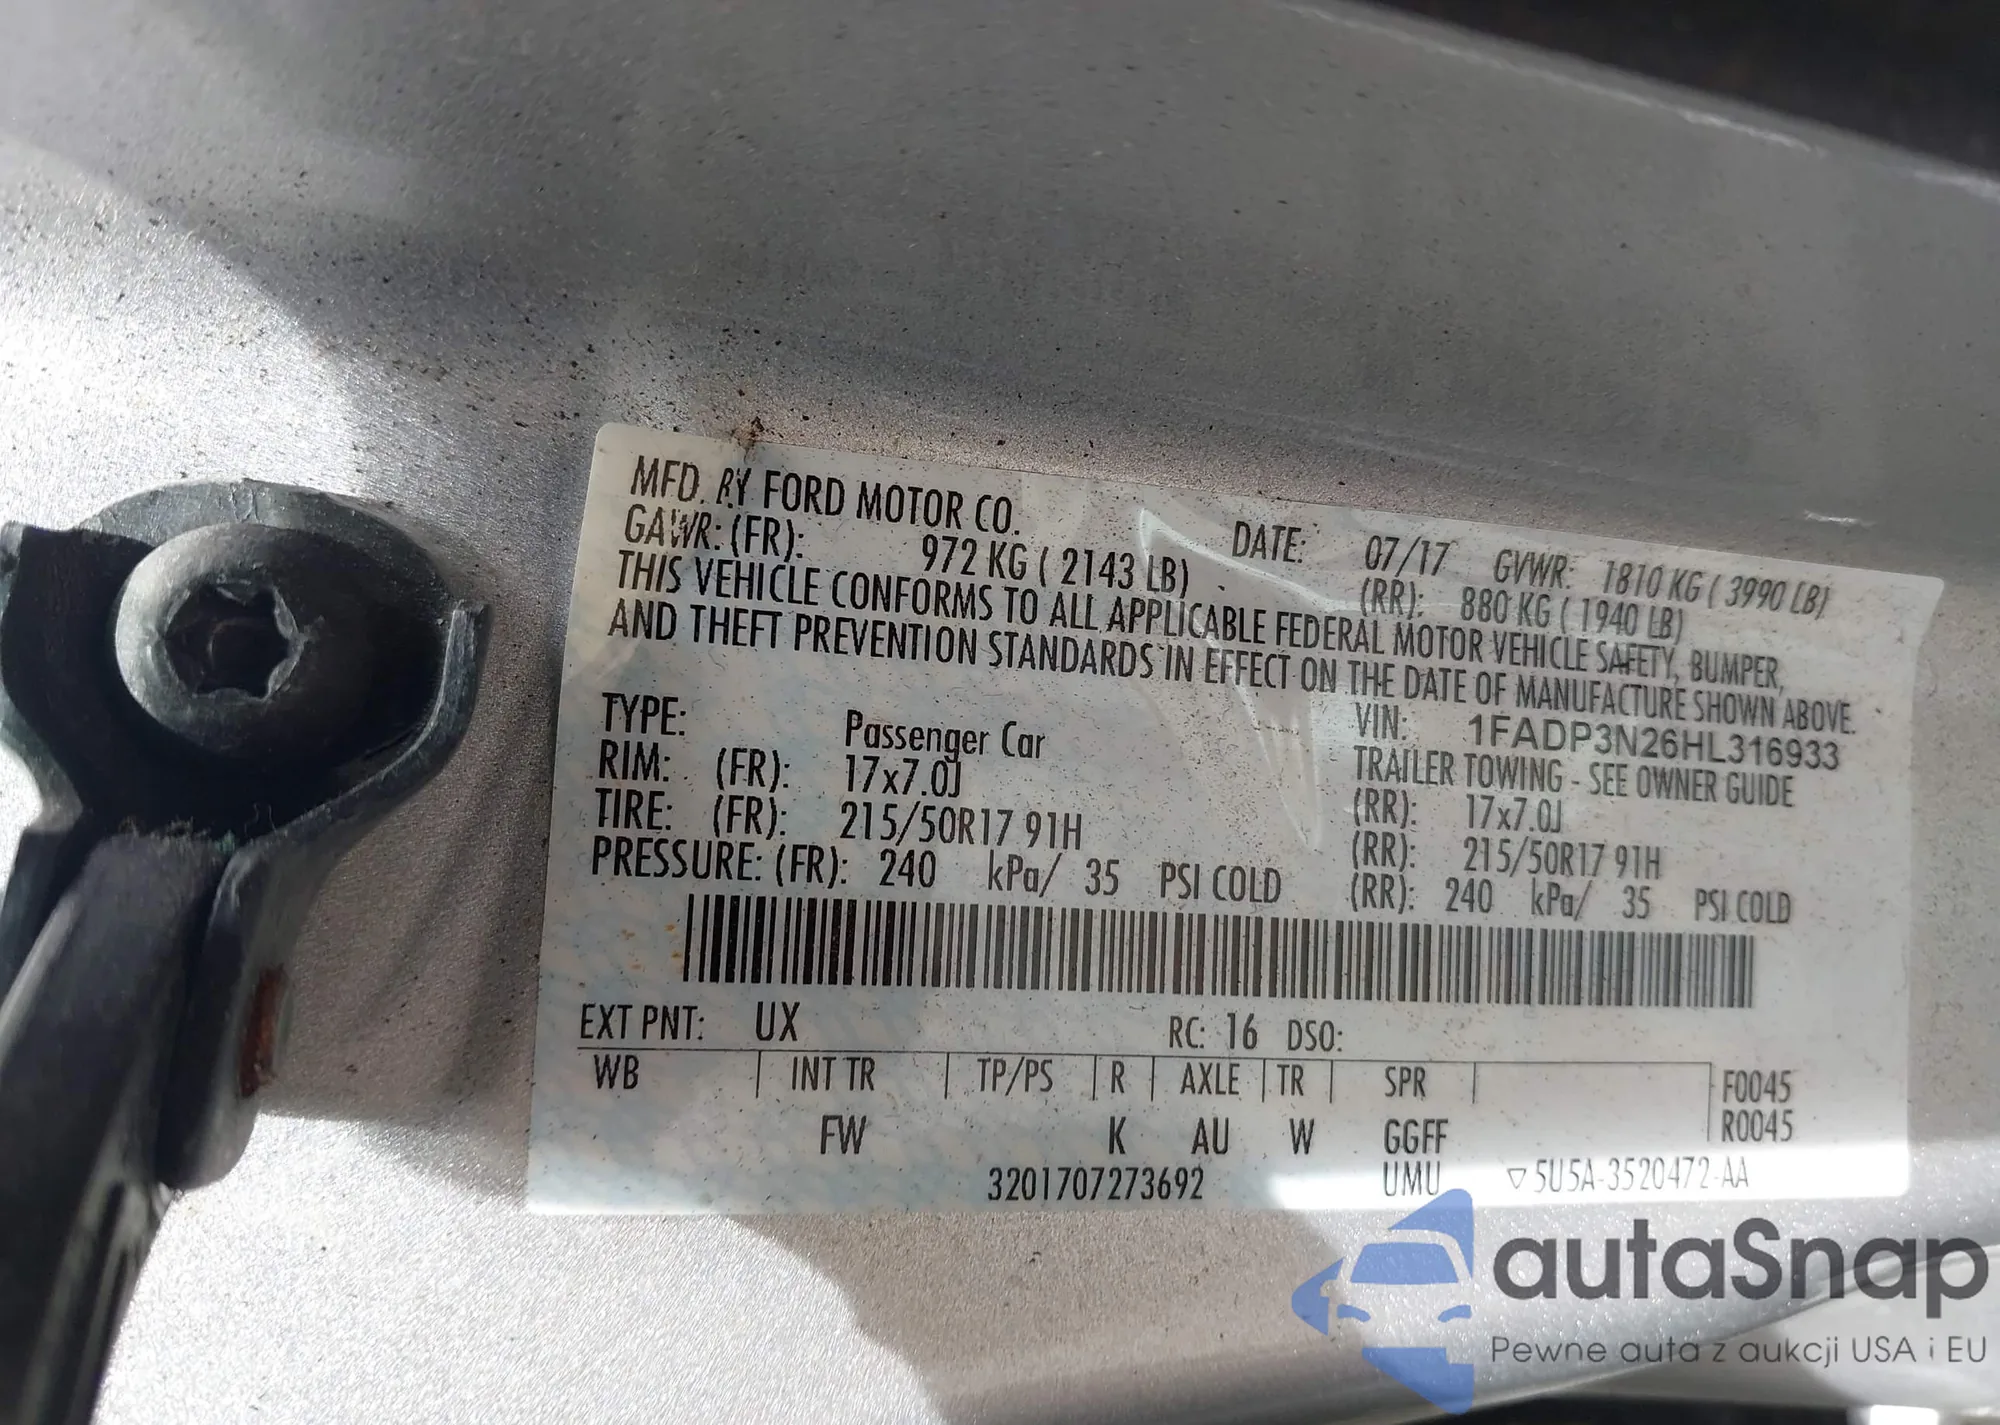 MFD. BY FORD MOTOR CO.
DATE: 07/17 GVWR: 1810 KG ( 3990 LB)
GAWR: (FR): 972 KG ( 2143 LB) (RR): 880 KG ( 1940 LB)
THIS VEHICLE CONFORMS TO ALL APPLICABLE FEDERAL MOTOR VEHICLE SAFETY, BUMPER,
AND THEFT PREVENTION STANDARDS IN EFFECT ON THE DATE OF MANUFACTURE SHOWN ABOVE.
VIN: 1FADP3N26HL316933
TYPE: Passenger Car TRAILER TOWING - SEE OWNER GUIDE
RIM: (FR): 17x7.0J (RR): 17x7.0J
TIRE: (FR): 215/50R17 91H (RR): 215/50R17 91H
PRESSURE: (FR): 240 kPa/ 35 PSI COLD (RR): 240 kPa/ 35 PSI COLD
EXT PNT: UX RC: 16 DSO:
WB INT TR TP/PS R AXLE TR SPR F0045
FW K AU W GGFF R0045
3201707273692 UMU ▽5U5A-3520472-AA
autaSnap
Pewne auta z aukcji USA i EU